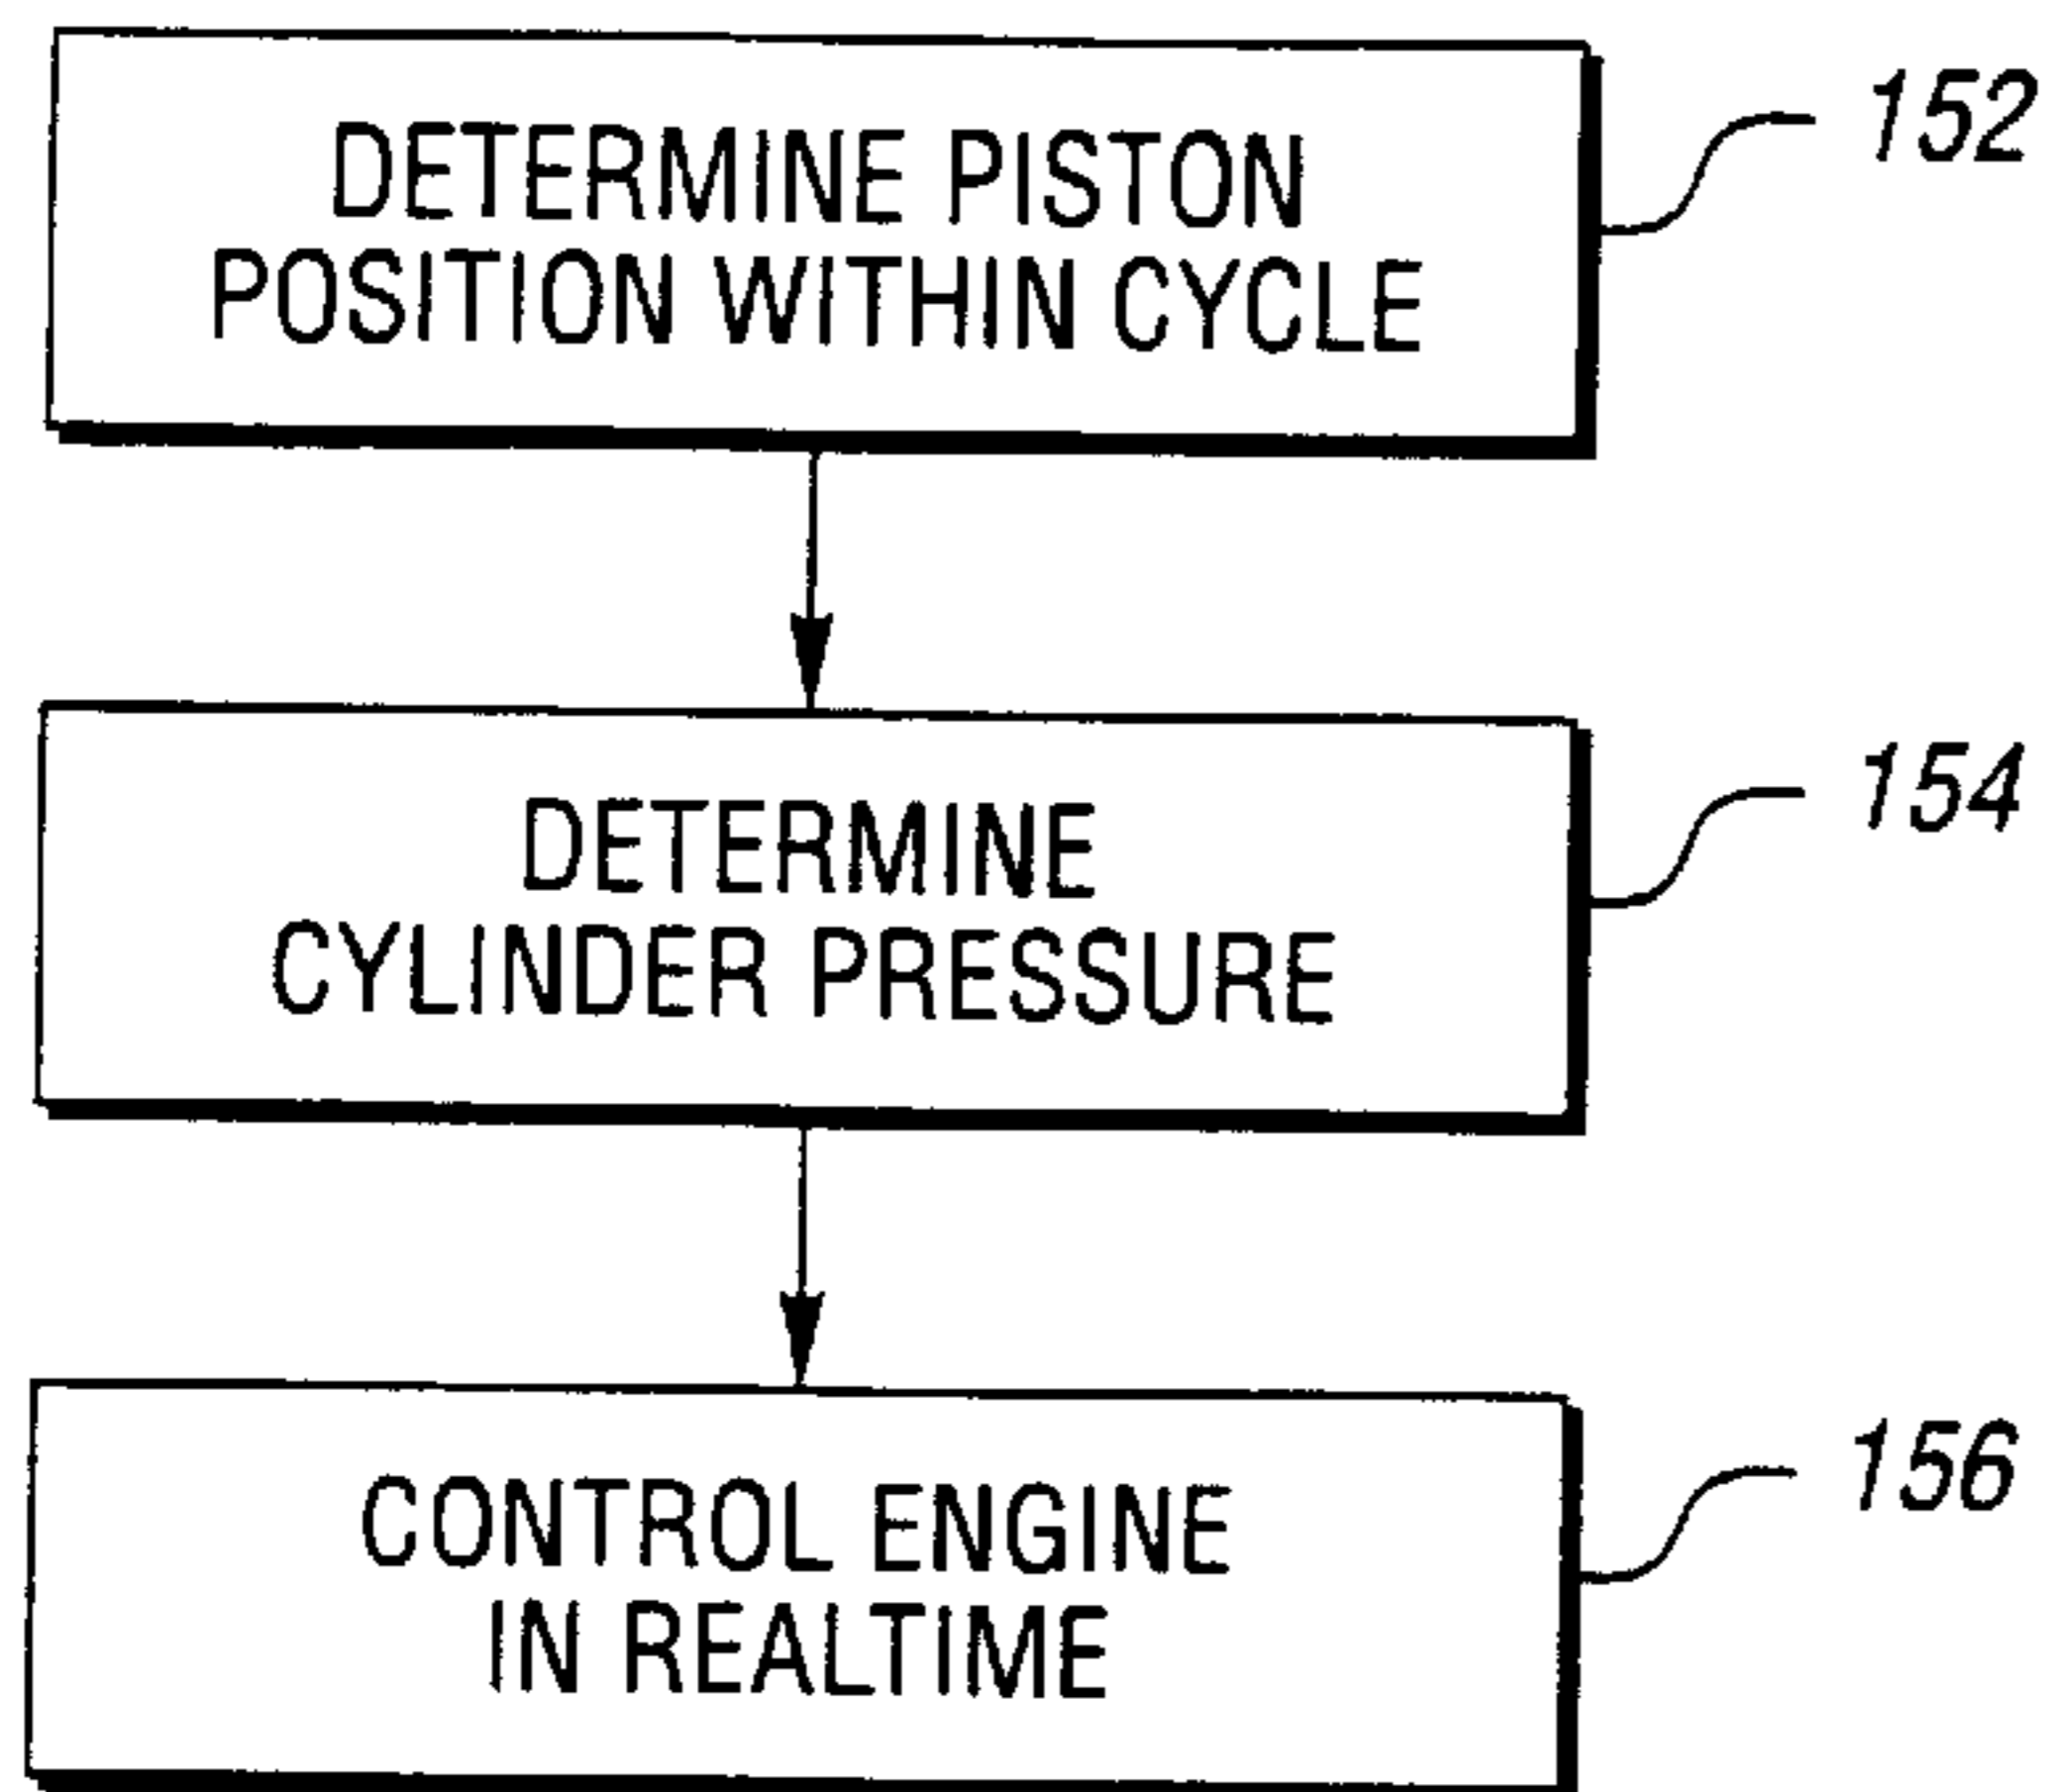 DETERMINE PISTON
POSITION WITHIN CYCLE
152
DETERMINE
CYLINDER PRESSURE
154
CONTROL ENGINE
IN REALTIME
156